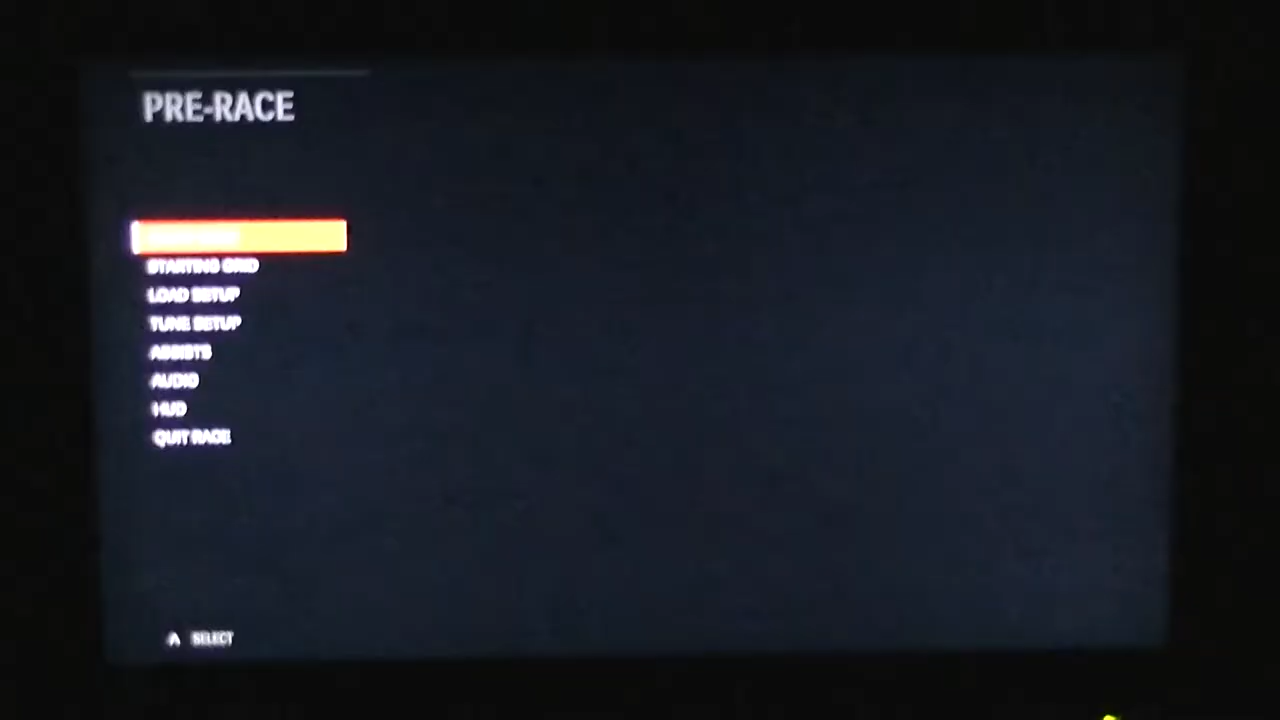 PRE-RACE
STARTING GRID
LOAD SETUP
TUNE SETUP
ASSISTS
AUDIO
HUD
QUIT RACE
A SELECT